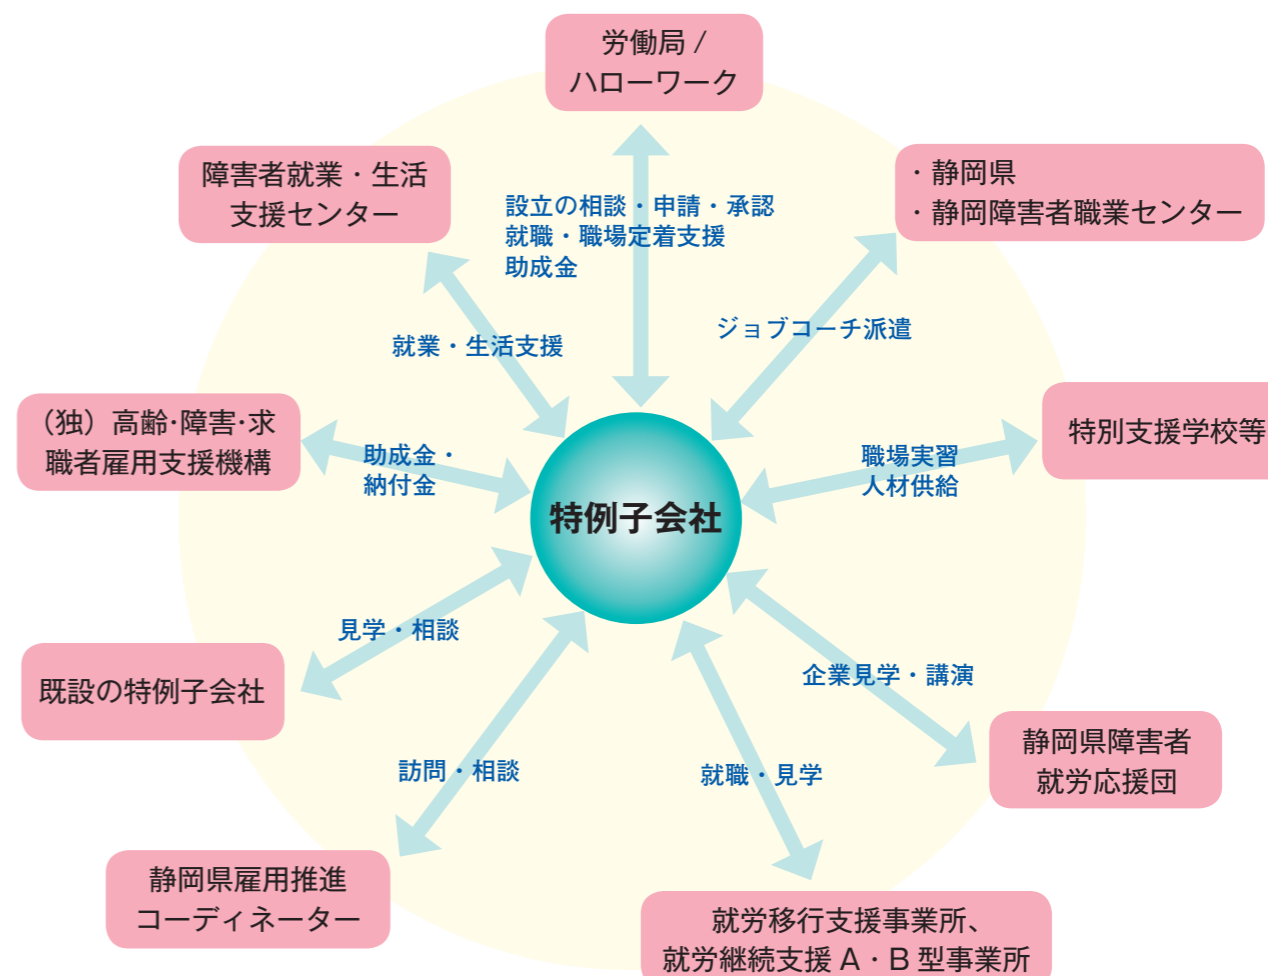 労働局 /
ハローワーク
障害者就業・生活
支援センター
・静岡県
・静岡障害者職業センター
設立の相談・申請・承認
就職・職場定着支援
助成金
ジョブコーチ派遣
就業・生活支援
（独）高齢･障害･求
職者雇用支援機構
特別支援学校等
助成金・
納付金
職場実習
人材供給
特例子会社
見学・相談
企業見学・講演
既設の特例子会社
静岡県障害者
就労応援団
訪問・相談
就職・見学
静岡県雇用推進
コーディネーター
就労移行支援事業所、
就労継続支援 A・B 型事業所